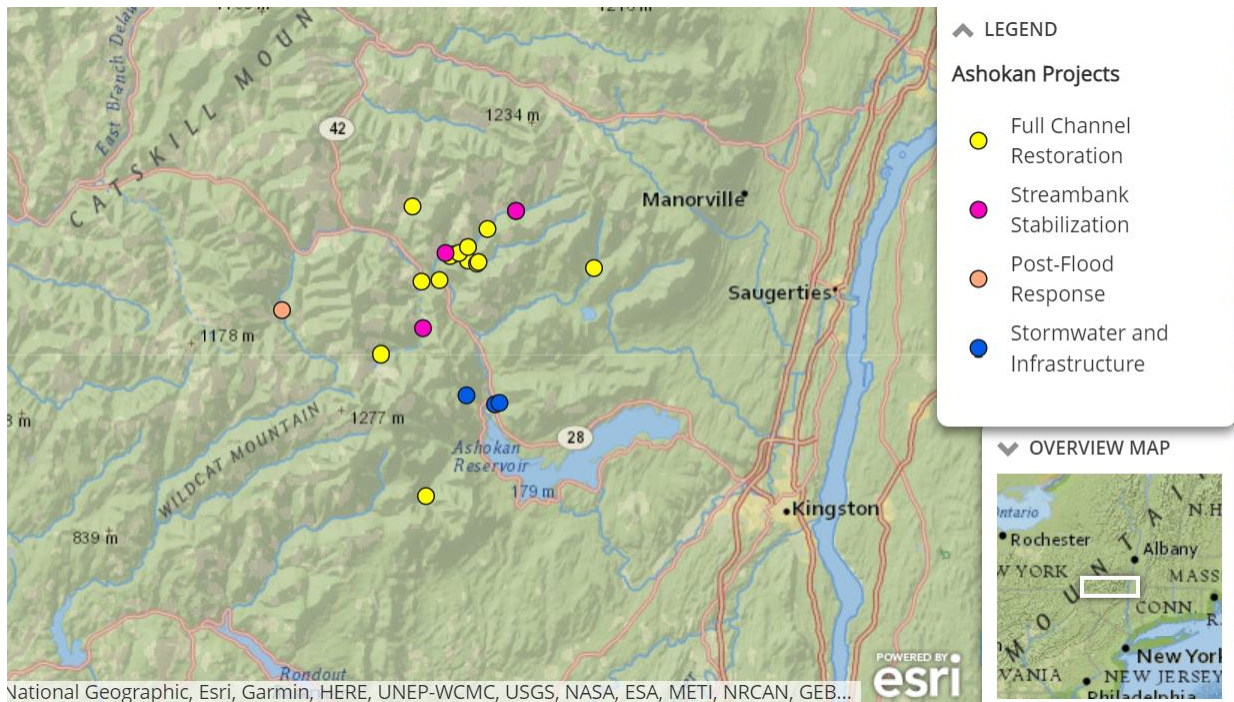 East Branch Delaw
CATSKILL MOUN
42
1234 m
Manorville
Saugerties
1178 m
1277 m
WILDCAT MOUNTAIN
28
Ashokan
Reservoir
179 m
Kingston
839 m
Rondout
National Geographic, Esri, Garmin, HERE, UNEP-WCMC, USGS, NASA, ESA, METI, NRCAN, GEB...
POWERED BY
esri
LEGEND
Ashokan Projects
Full Channel
Restoration
Streambank
Stabilization
Post-Flood
Response
Stormwater and
Infrastructure
OVERVIEW MAP
Ontario
Rochester
Albany
N.H
W YORK
MASS
CONN.
R.
MOUNTAI
New York
VANIA
NEW JERSEY
Philadelphia